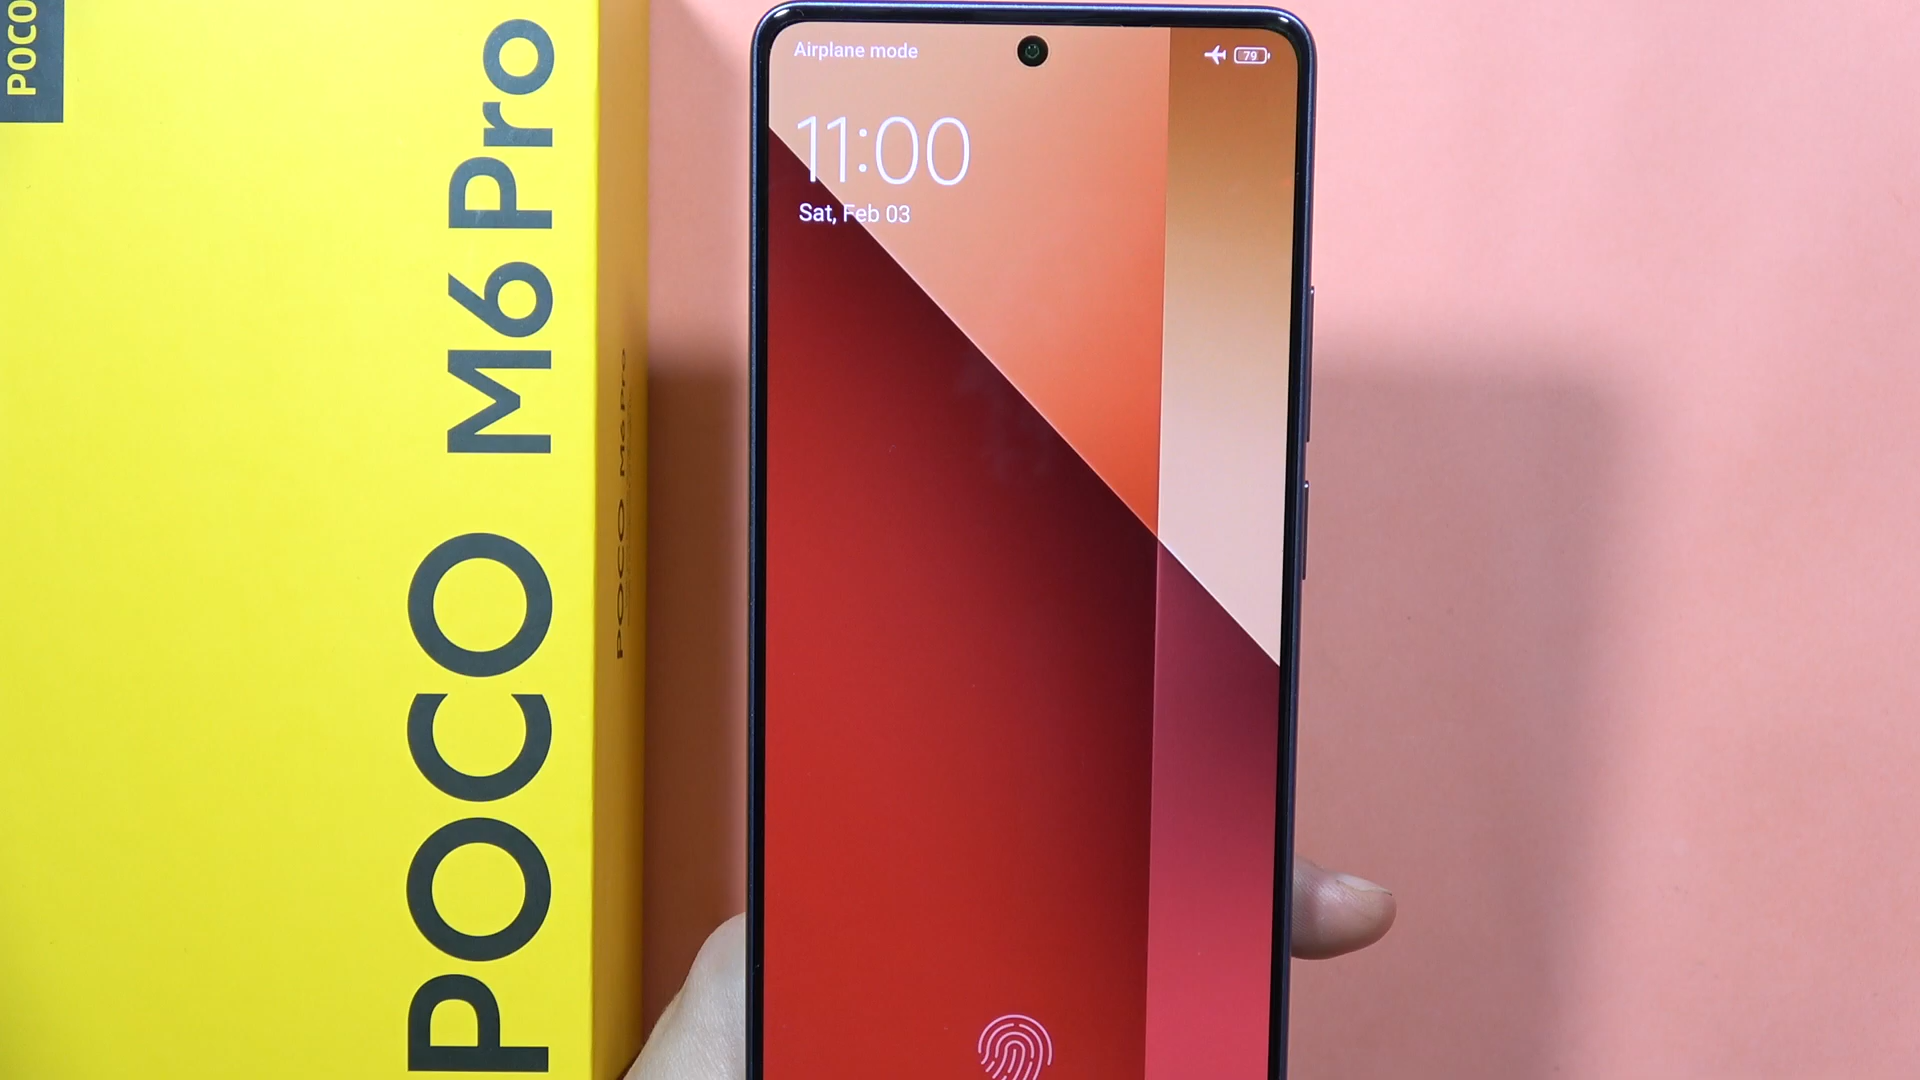 POCO
POCO M6 Pro
POCO M6 Pro
Airplane mode
79
11:00
Sat, Feb 03